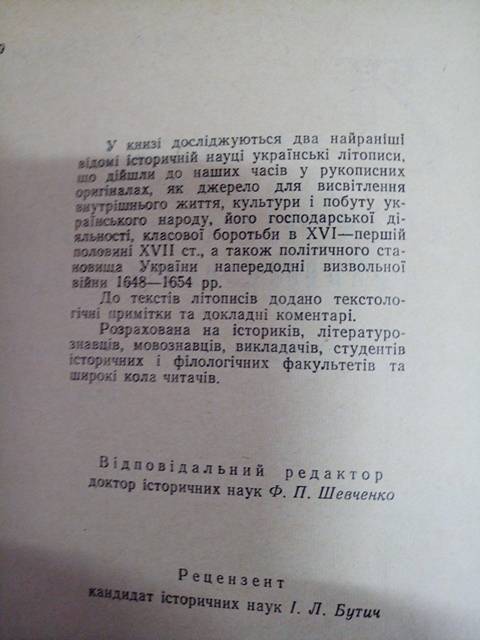 У книзі досліджуються два найраніші
відомі історичній науці українські літописи,
що дійшли до наших часів у рукописних
оригіналах, як джерело для висвітлення
внутрішнього життя, культури і побуту ук-
раїнського народу, його господарської ді-
яльності, класової боротьби в XVI—першій
половині XVII ст., а також політичного ста-
новища України напередодні визвольної
війни 1648—1654 рр.
До текстів літописів додано текстоло-
гічні примітки та докладні коментарі.
Розрахована на істориків, літературо-
знавців, мовознавців, викладачів, студентів
історичних і філологічних факультетів та
широкі кола читачів.
Відповідальний редактор
доктор історичних наук Ф. П. Шевченко
Рецензент
кандидат історичних наук І. Л. Бутич